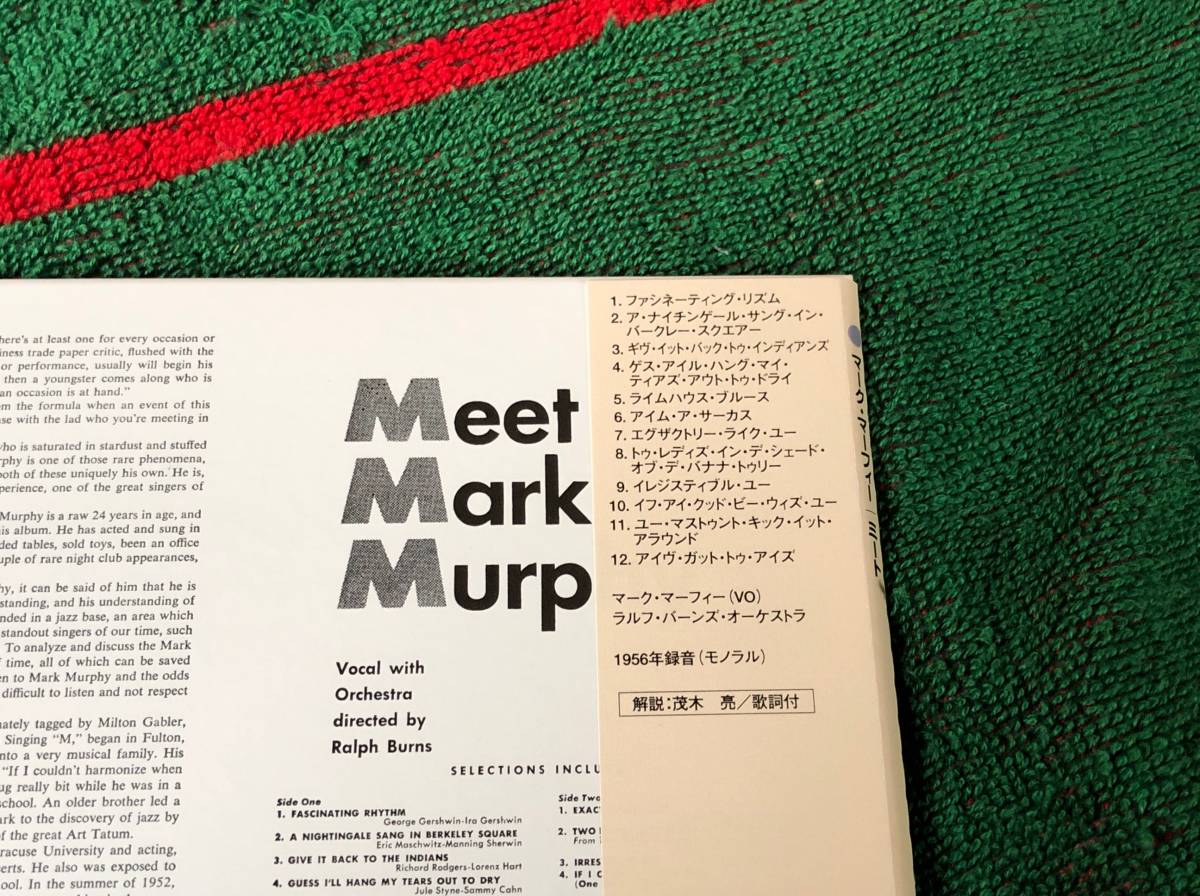 here's at least one for every occasion or
iness trade paper critic, flushed with the
or performance, usually will begin his
then a youngster comes along who is
an occasion is at hand."
m the formula when an event of this
se with the lad who you're meeting in
who is saturated in stardust and stuffed
rphy is one of those rare phenomena,
both of these uniquely his own. He is,
perience, one of the great singers of
Murphy is a raw 24 years in age, and
is album. He has acted and sung in
ded tables, sold toys, been an office
uple of rare night club appearances,
hy, it can be said of him that he is
standing, and his understanding of
nded in a jazz base, an area which
standout singers of our time, such
To analyze and discuss the Mark
time, all of which can be saved
en to Mark Murphy and the odds
difficult to listen and not respect
nately tagged by Milton Gabler,
Singing "M," began in Fulton,
nto a very musical family. His
"If I couldn't harmonize when
ug really bit while he was in a
school. An older brother led a
ark to the discovery of jazz by
f the great Art Tatum.
racuse University and acting,
erts. He also was exposed to
ool. In the summer of 1952,
Meet
Mark
Murp
Vocal with
Orchestra
directed by
Ralph Burns
SELECTIONS INCLU
Side One
1. FASCINATING RHYTHM
George Gershwin-Ira Gershwin
2. A NIGHTINGALE SANG IN BERKELEY SQUARE
Eric Maschwitz-Manning Sherwin
3. GIVE IT BACK TO THE INDIANS
Richard Rodgers-Lorenz Hart
4. GUESS I'LL HANG MY TEARS OUT TO DRY
Jule Styne-Sammy Cahn
Side Two
1. EXAC
2. TWO
From
3. IRRES
4. IF I C
(One
1. ファシネーティング・リズム
2. ア・ナイチンゲール・サング・イン・
バークレー・スクエアー
3. ギヴ・イット・バック・トゥ・インディアンズ
4. ゲス・アイル・ハング・マイ・
ティアズ・アウト・トゥ・ドライ
5. ライムハウス・ブルース
6. アイム・ア・サーカス
7. エグザクトリー・ライク・ユー
8. トゥ・レディズ・イン・デ・シェード・
オブ・デ・バナナ・トゥリー
9. イレジスティブル・ユー
10. イフ・アイ・クッド・ビー・ウィズ・ユー
11. ユー・マストゥント・キック・イット・
アラウンド
12. アイヴ・ガット・トゥ・アイズ
マーク・マーフィー(VO)
ラルフ・バーンズ・オーケストラ
1956年録音(モノラル)
解説:茂木 亮/歌詞付
マーク・マーフィー/ミート